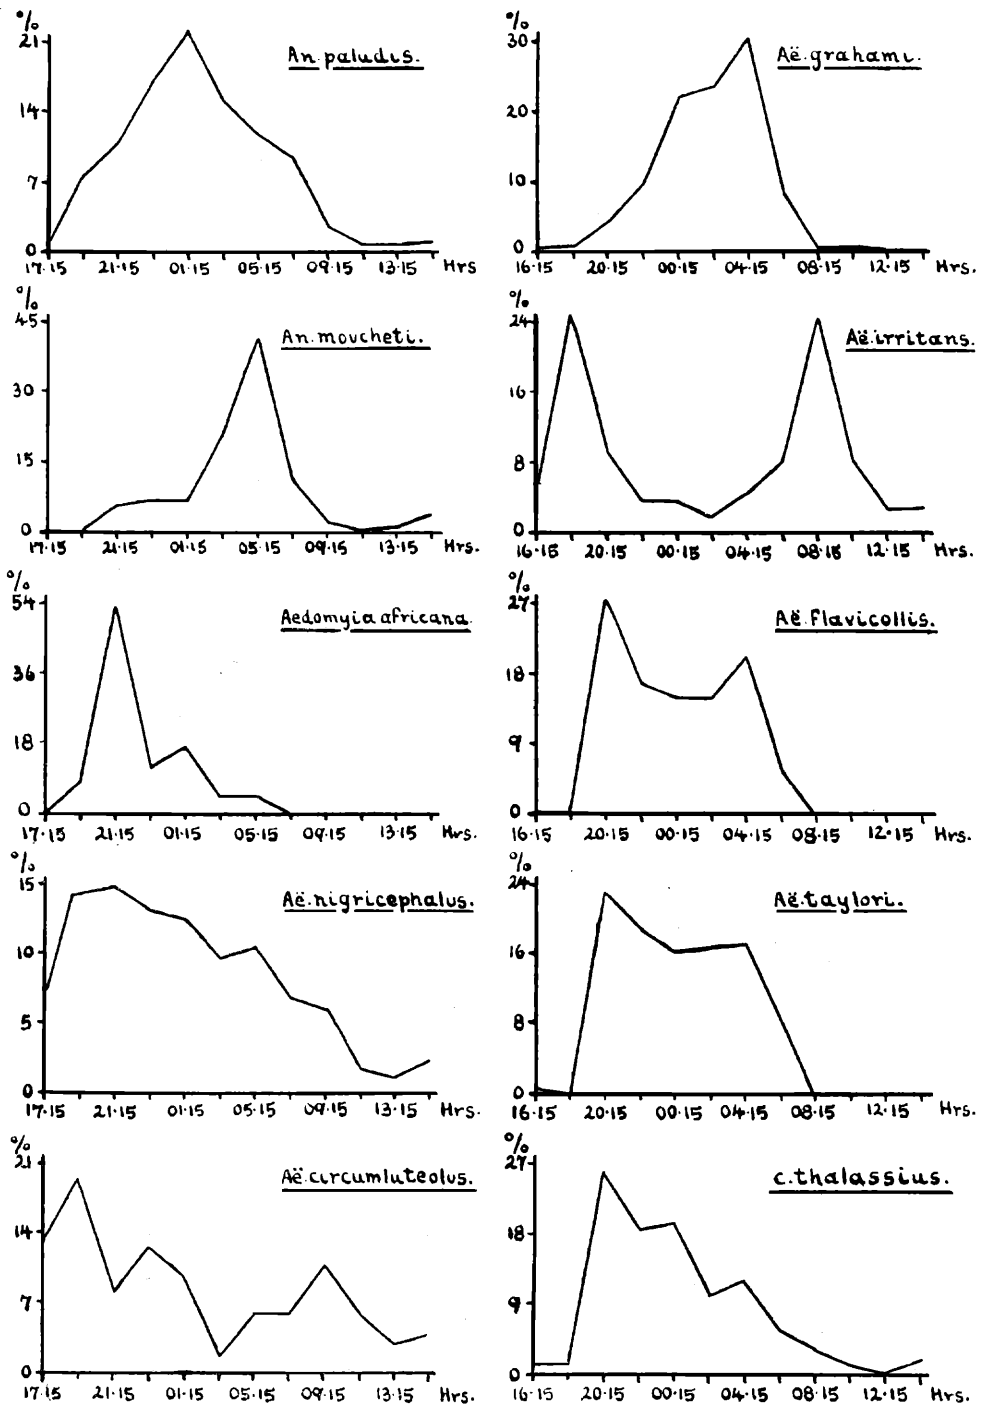 %
21
14
7
0
An. paludis.
17·15 21·15 01·15 05·15 09·15 13·15 Hrs
%
30
20
10
0
Aë. grahami.
16·15 20·15 00·15 04·15 08·15 12·15 Hrs.
%
45
30
15
0
An. moucheti.
17·15 21·15 01·15 05·15 09·15 13·15 Hrs.
%
24
16
8
0
Aë. irritans.
16·15 20·15 00·15 04·15 08·15 12·15 Hrs.
%
54
36
18
0
Aedomyia africana
17·15 21·15 01·15 05·15 09·15 13·15 Hrs.
%
27
18
9
0
Aë. flavicollis.
16·15 20·15 00·15 04·15 08·15 12·15 Hrs.
%
15
10
5
0
Aë. nigricephalus.
17·15 21·15 01·15 05·15 09·15 13·15 Hrs.
%
24
16
8
0
Aë. taylori.
16·15 20·15 00·15 04·15 08·15 12·15 Hrs.
%
21
14
7
0
Aë. circumluteolus.
17·15 21·15 01·15 05·15 09·15 13·15 Hrs.
%
27
18
9
0
c. thalassius.
16·15 20·15 00·15 04·15 08·15 12·15 Hrs.